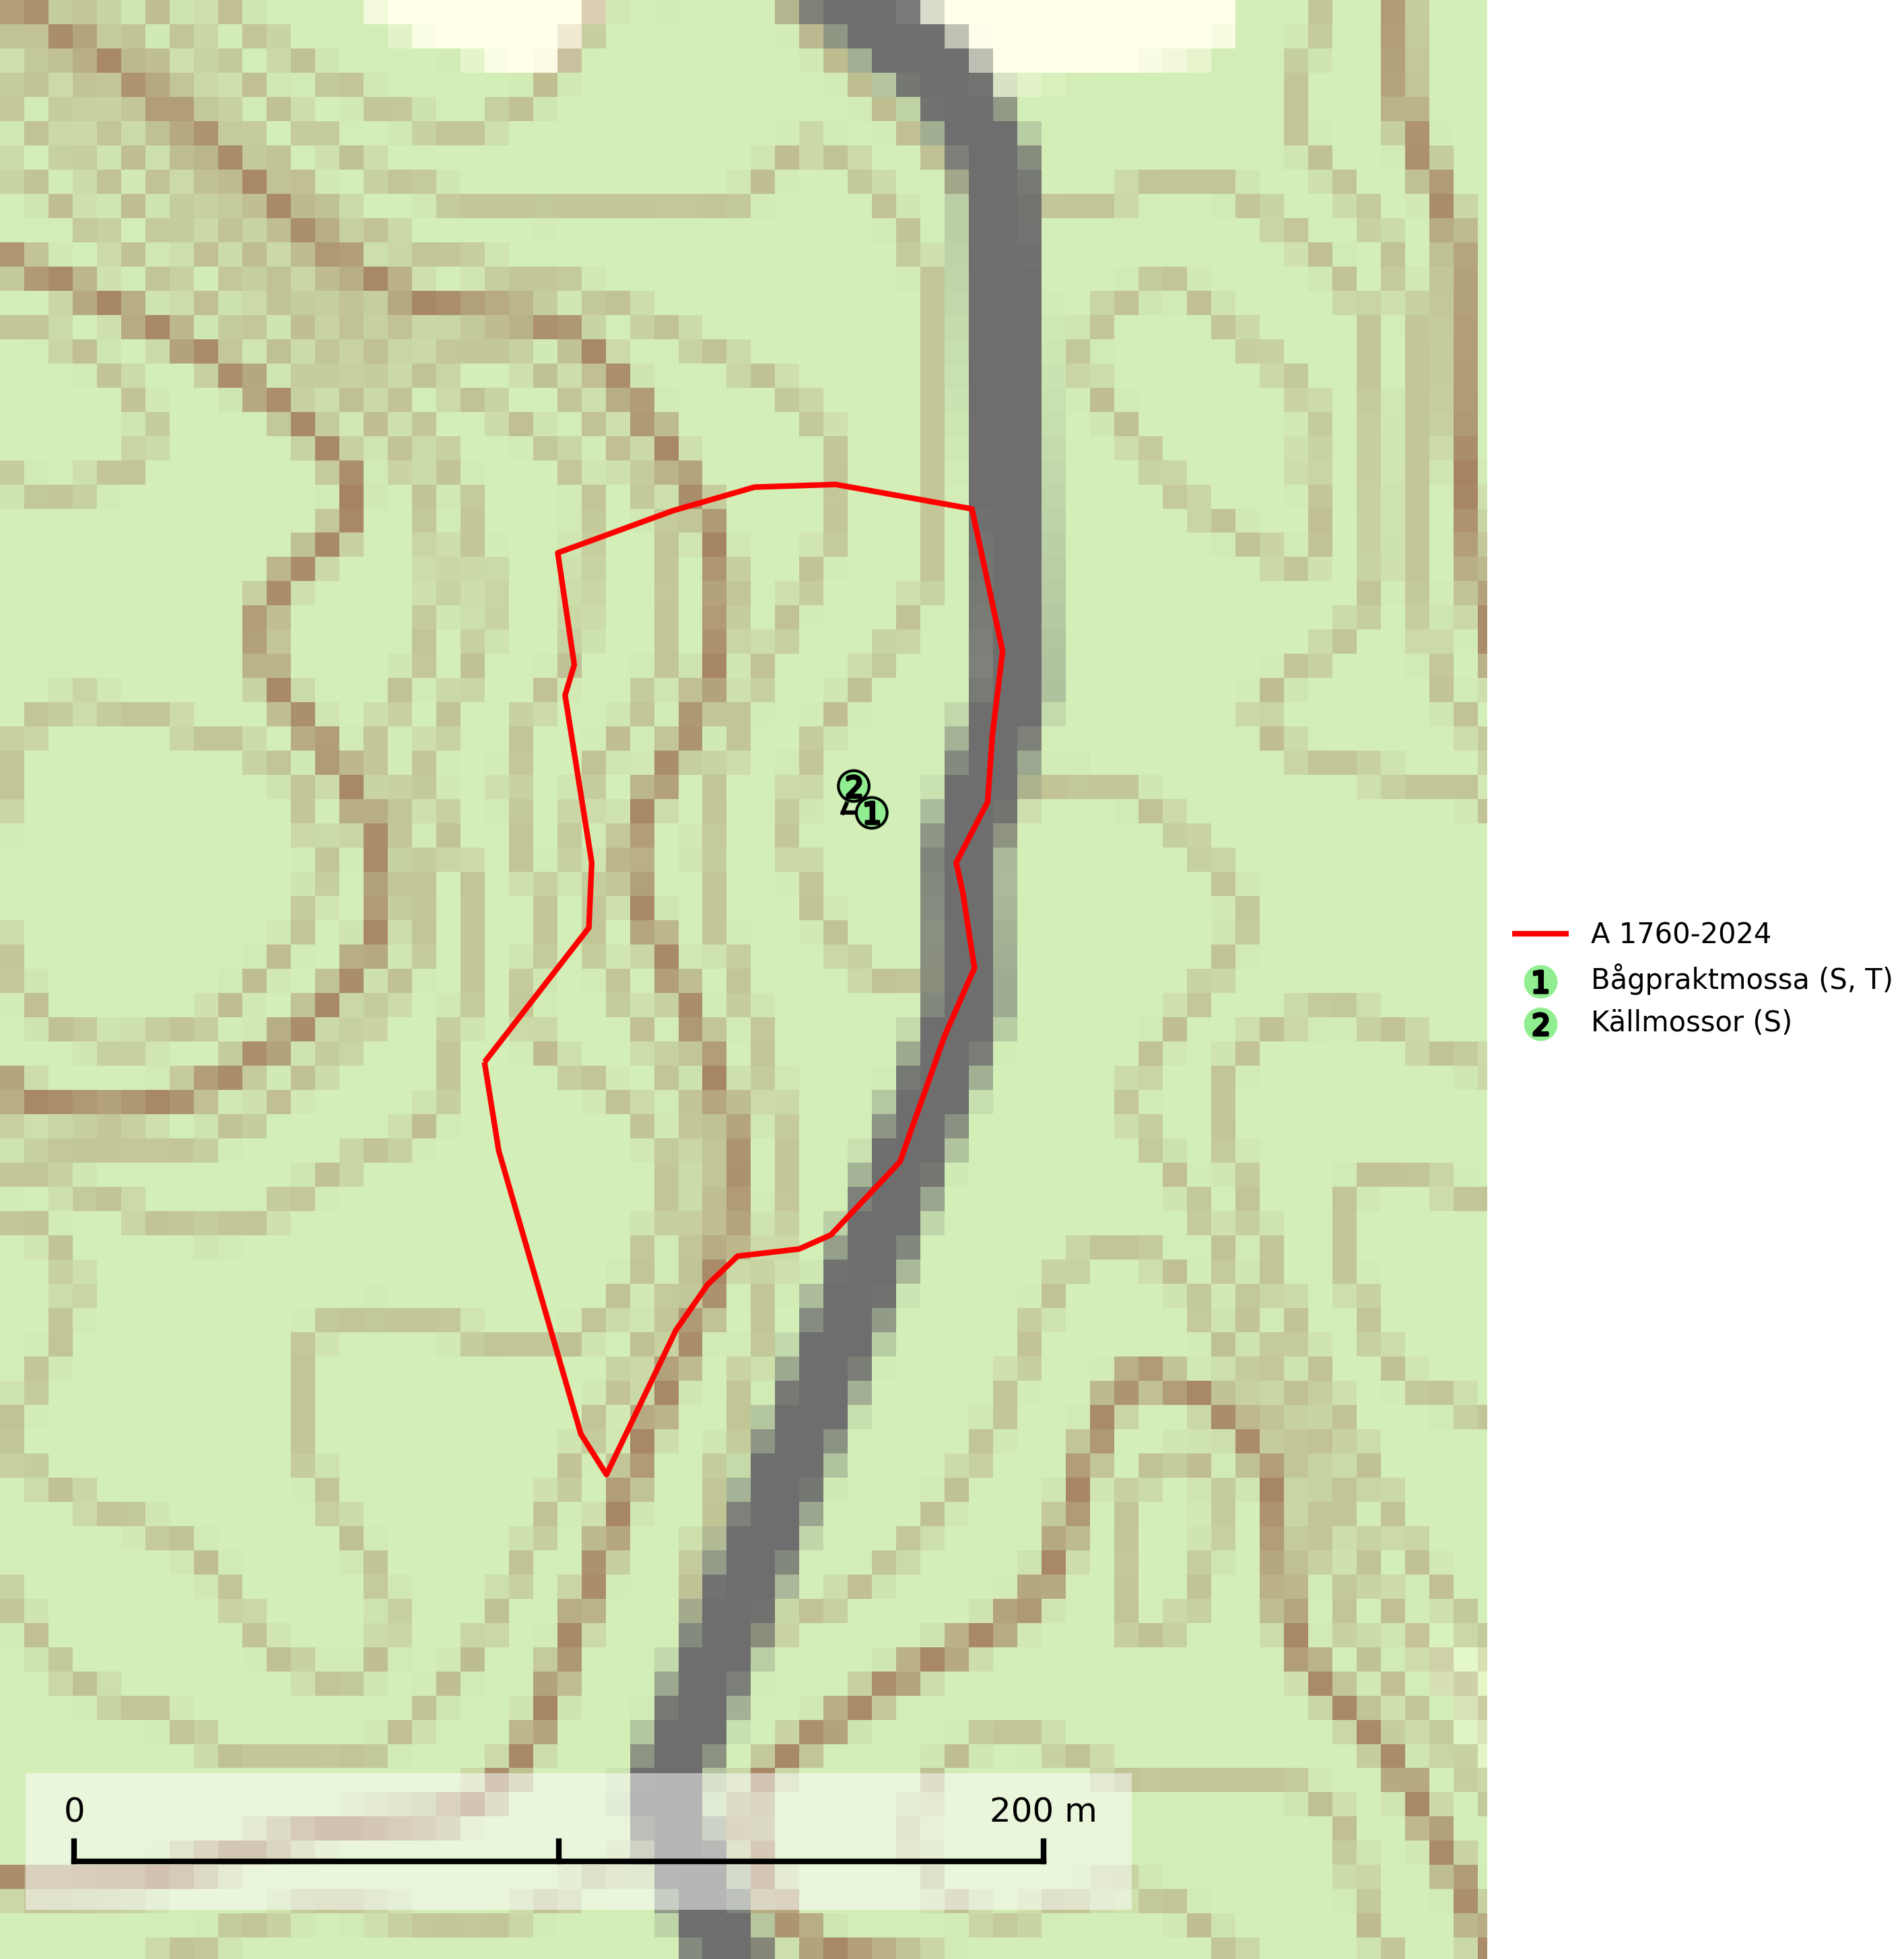 2
1
A 1760-2024
1 Bågpraktmossa (S, T)
2 Källmossor (S)
0 200 m